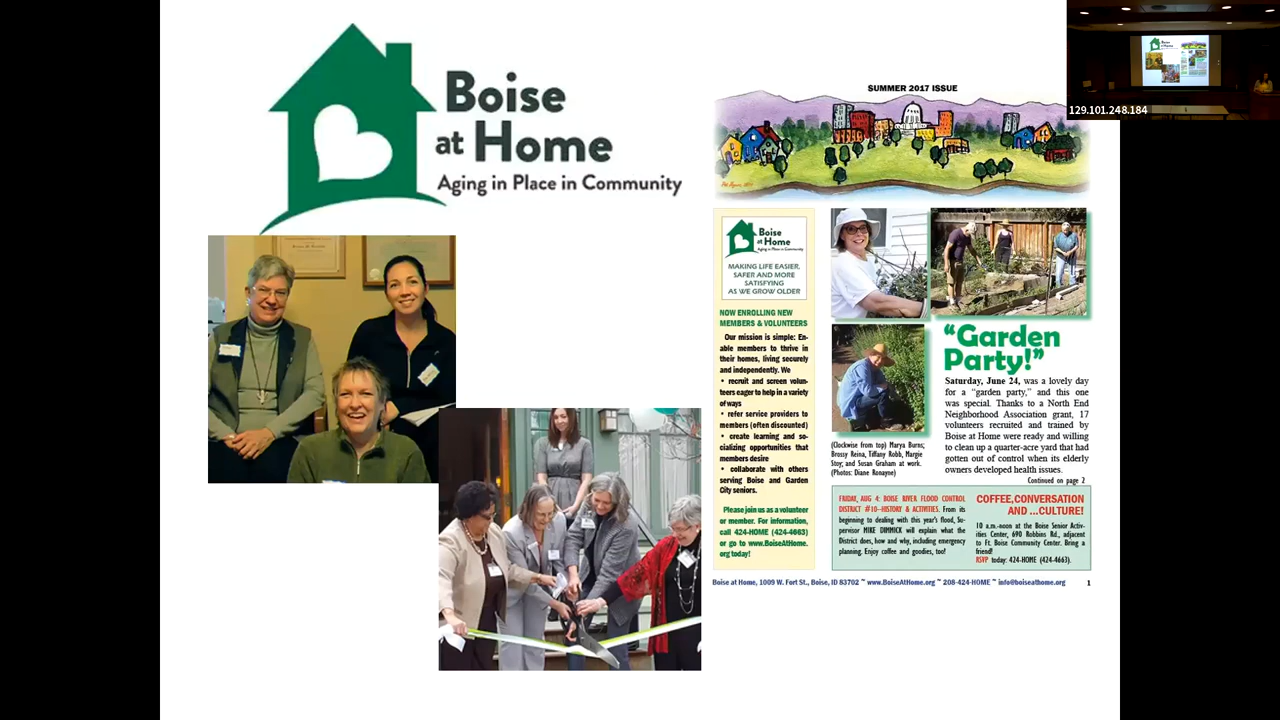 Boise
at Home
Aging in Place in Community
SUMMER 2017 ISSUE
129.101.248.184
Boise
at Home
Aging in Place in Community
MAKING LIFE EASIER,
SAFER AND MORE
SATISFYING
AS WE GROW OLDER
NOW ENROLLING NEW
MEMBERS & VOLUNTEERS
Our mission is simple: En-
able members to thrive in
their homes, living securely
and independently. We
• recruit and screen volun-
teers eager to help in a variety
of ways
• refer service providers to
members (often discounted)
• create learning and so-
cializing opportunities that
members desire
• collaborate with others
serving Boise and Garden
City seniors.
Please join us as a volunteer
or member. For information,
call 424-HOME (424-4663)
or go to www.BoiseAtHome.
org today!
(Clockwise from top) Marya Burns;
Brossy Reina, Tiffany Robb, Margie
Stoy; and Susan Graham at work.
(Photos: Diane Ronayne)
"Garden
Party!"
Saturday, June 24, was a lovely day
for a "garden party," and this one
was special. Thanks to a North End
Neighborhood Association grant, 17
volunteers recruited and trained by
Boise at Home were ready and willing
to clean up a quarter-acre yard that had
gotten out of control when its elderly
owners developed health issues.
Continued on page 2
FRIDAY, AUG 4: BOISE RIVER FLOOD CONTROL
DISTRICT #10--HISTORY & ACTIVITIES. From its
beginning to dealing with this year's flood, Su-
pervisor MIKE DIMMICK will explain what the
District does, how and why, including emergency
planning. Enjoy coffee and goodies, too!
COFFEE,CONVERSATION
AND ...CULTURE!
10 a.m.-noon at the Boise Senior Activ-
ities Center, 690 Robbins Rd., adjacent
to Ft. Boise Community Center. Bring a
friend!
RSVP today: 424-HOME (424-4663).
Boise at Home, 1009 W. Fort St., Boise, ID 83702 ~ www.BoiseAtHome.org ~ 208-424-HOME ~ info@boiseathome.org 1